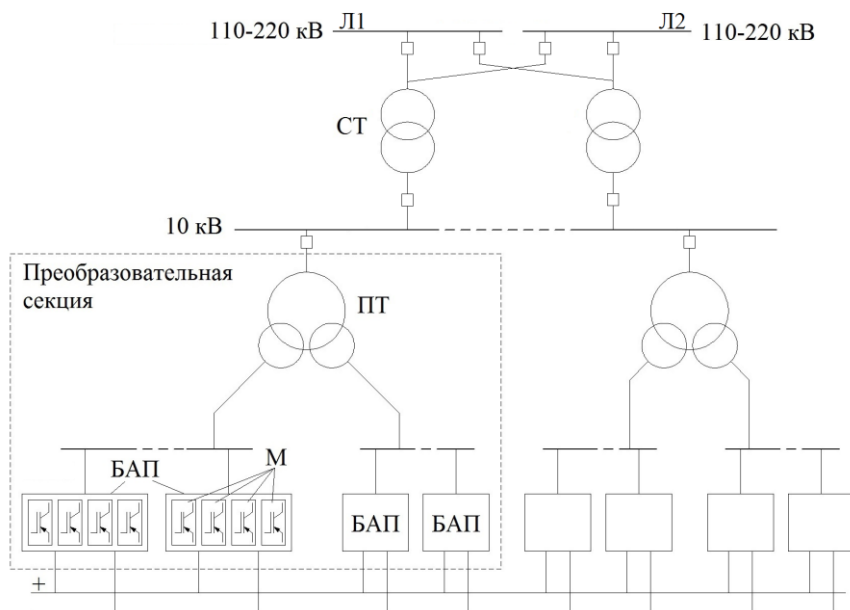 Л1
Л2
110-220 кВ
110-220 кВ
СТ
10 кВ
Преобразовательная
секция
ПТ
БАП
М
БАП
БАП
+